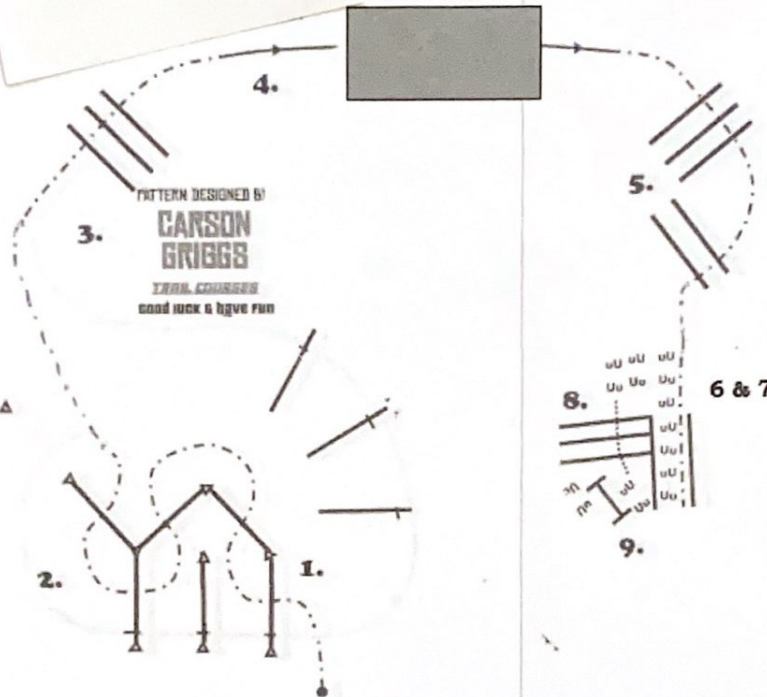 4.
5.
PATTERN DESIGNED BY
CARSON
GRIGGS
TRAIL COURSES
GOOD LUCK & HAVE FUN
3.
6 & 7
8.
1.
2.
9.